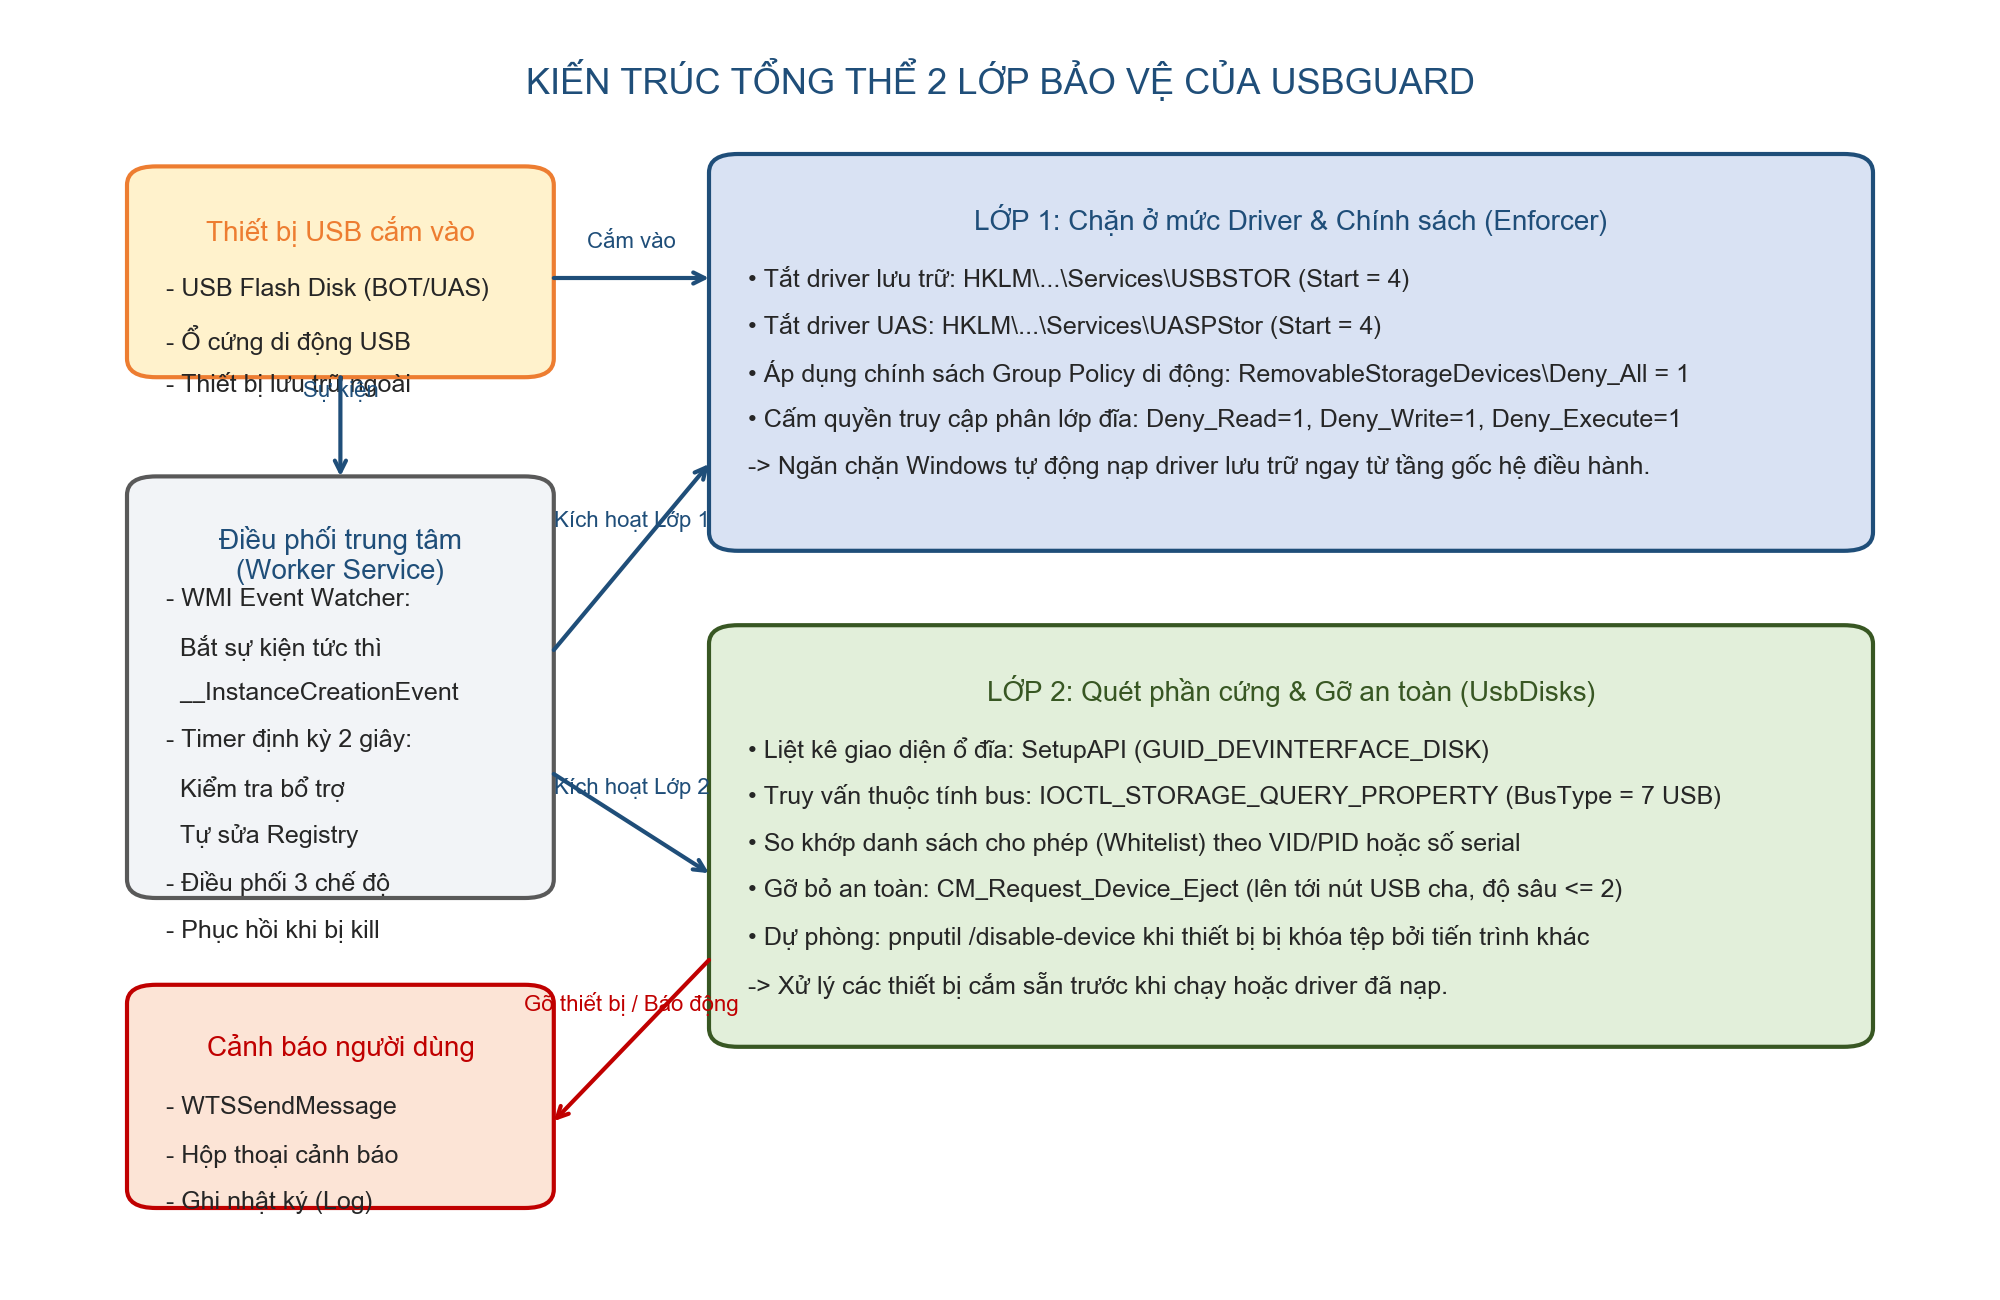 KIẾN TRÚC TỔNG THỂ 2 LỚP BẢO VỆ CỦA USBGUARD
Thiết bị USB cắm vào
- USB Flash Disk (BOT/UAS)
- Ổ cứng di động USB
- Thiết bị lưu trữ ngoài
Cắm vào
Sự kiện
LỚP 1: Chặn ở mức Driver & Chính sách (Enforcer)
• Tắt driver lưu trữ: HKLM\...\Services\USBSTOR (Start = 4)
• Tắt driver UAS: HKLM\...\Services\UASPStor (Start = 4)
• Áp dụng chính sách Group Policy di động: RemovableStorageDevices\Deny_All = 1
• Cấm quyền truy cập phân lớp đĩa: Deny_Read=1, Deny_Write=1, Deny_Execute=1
-> Ngăn chặn Windows tự động nạp driver lưu trữ ngay từ tầng gốc hệ điều hành.
Điều phối trung tâm
(Worker Service)
- WMI Event Watcher:
Bắt sự kiện tức thì
__InstanceCreationEvent
- Timer định kỳ 2 giây:
Kiểm tra bổ trợ
Tự sửa Registry
- Điều phối 3 chế độ
- Phục hồi khi bị kill
Kích hoạt Lớp 1
Kích hoạt Lớp 2
LỚP 2: Quét phần cứng & Gỡ an toàn (UsbDisks)
• Liệt kê giao diện ổ đĩa: SetupAPI (GUID_DEVINTERFACE_DISK)
• Truy vấn thuộc tính bus: IOCTL_STORAGE_QUERY_PROPERTY (BusType = 7 USB)
• So khớp danh sách cho phép (Whitelist) theo VID/PID hoặc số serial
• Gỡ bỏ an toàn: CM_Request_Device_Eject (lên tới nút USB cha, độ sâu <= 2)
• Dự phòng: pnputil /disable-device khi thiết bị bị khóa tệp bởi tiến trình khác
-> Xử lý các thiết bị cắm sẵn trước khi chạy hoặc driver đã nạp.
Gỡ thiết bị / Báo động
Cảnh báo người dùng
- WTSSendMessage
- Hộp thoại cảnh báo
- Ghi nhật ký (Log)